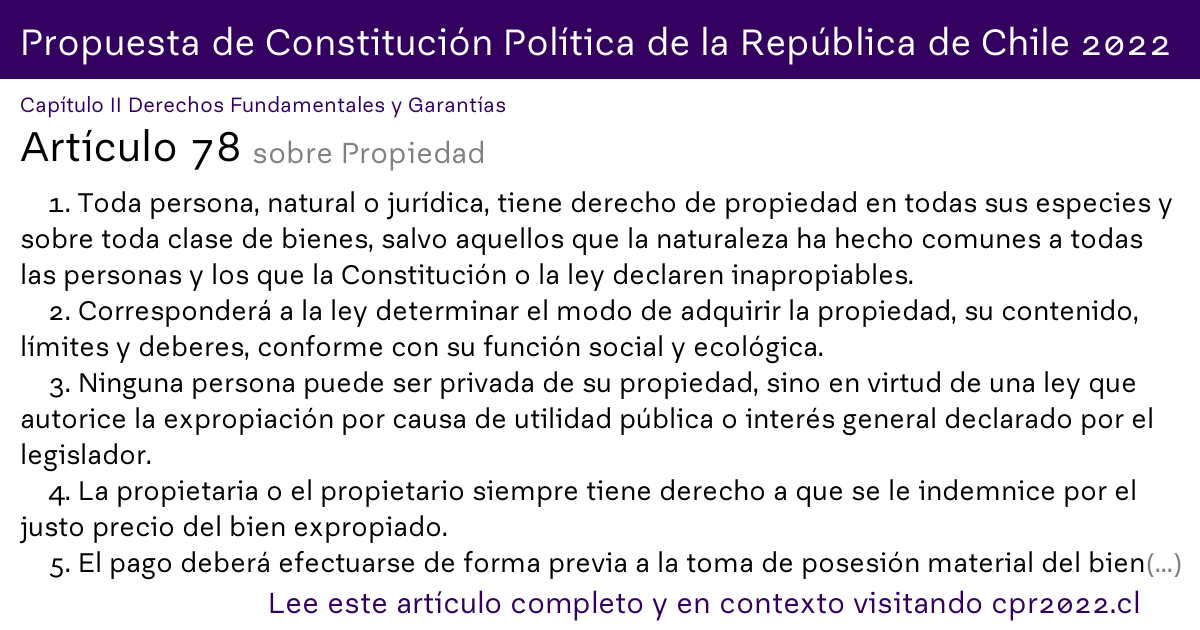 Propuesta de Constitución Política de la República de Chile 2022
Capítulo II Derechos Fundamentales y Garantías
Artículo 78 sobre Propiedad
1. Toda persona, natural o jurídica, tiene derecho de propiedad en todas sus especies y
sobre toda clase de bienes, salvo aquellos que la naturaleza ha hecho comunes a todas
las personas y los que la Constitución o la ley declaren inapropiables.
2. Corresponderá a la ley determinar el modo de adquirir la propiedad, su contenido,
límites y deberes, conforme con su función social y ecológica.
3. Ninguna persona puede ser privada de su propiedad, sino en virtud de una ley que
autorice la expropiación por causa de utilidad pública o interés general declarado por el
legislador.
4. La propietaria o el propietario siempre tiene derecho a que se le indemnice por el
justo precio del bien expropiado.
5. El pago deberá efectuarse de forma previa a la toma de posesión material del bien(...)
Lee este artículo completo y en contexto visitando cpr2022.cl